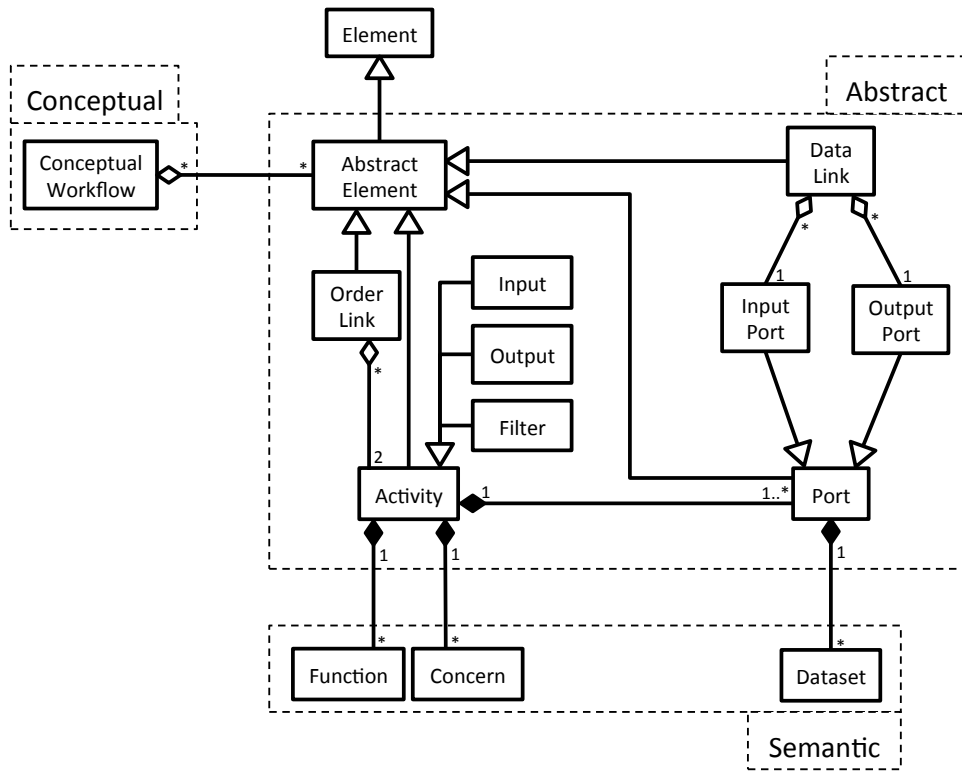 Element
Conceptual
Abstract
Conceptual
Workflow
*
*
Abstract
Element
Data
Link
*
*
1
1
Input
Order
Link
Input
Port
Output
Port
Output
*
Filter
2
Activity
1
1..*
Port
1
1
1
*
*
*
Function
Concern
Dataset
Semantic